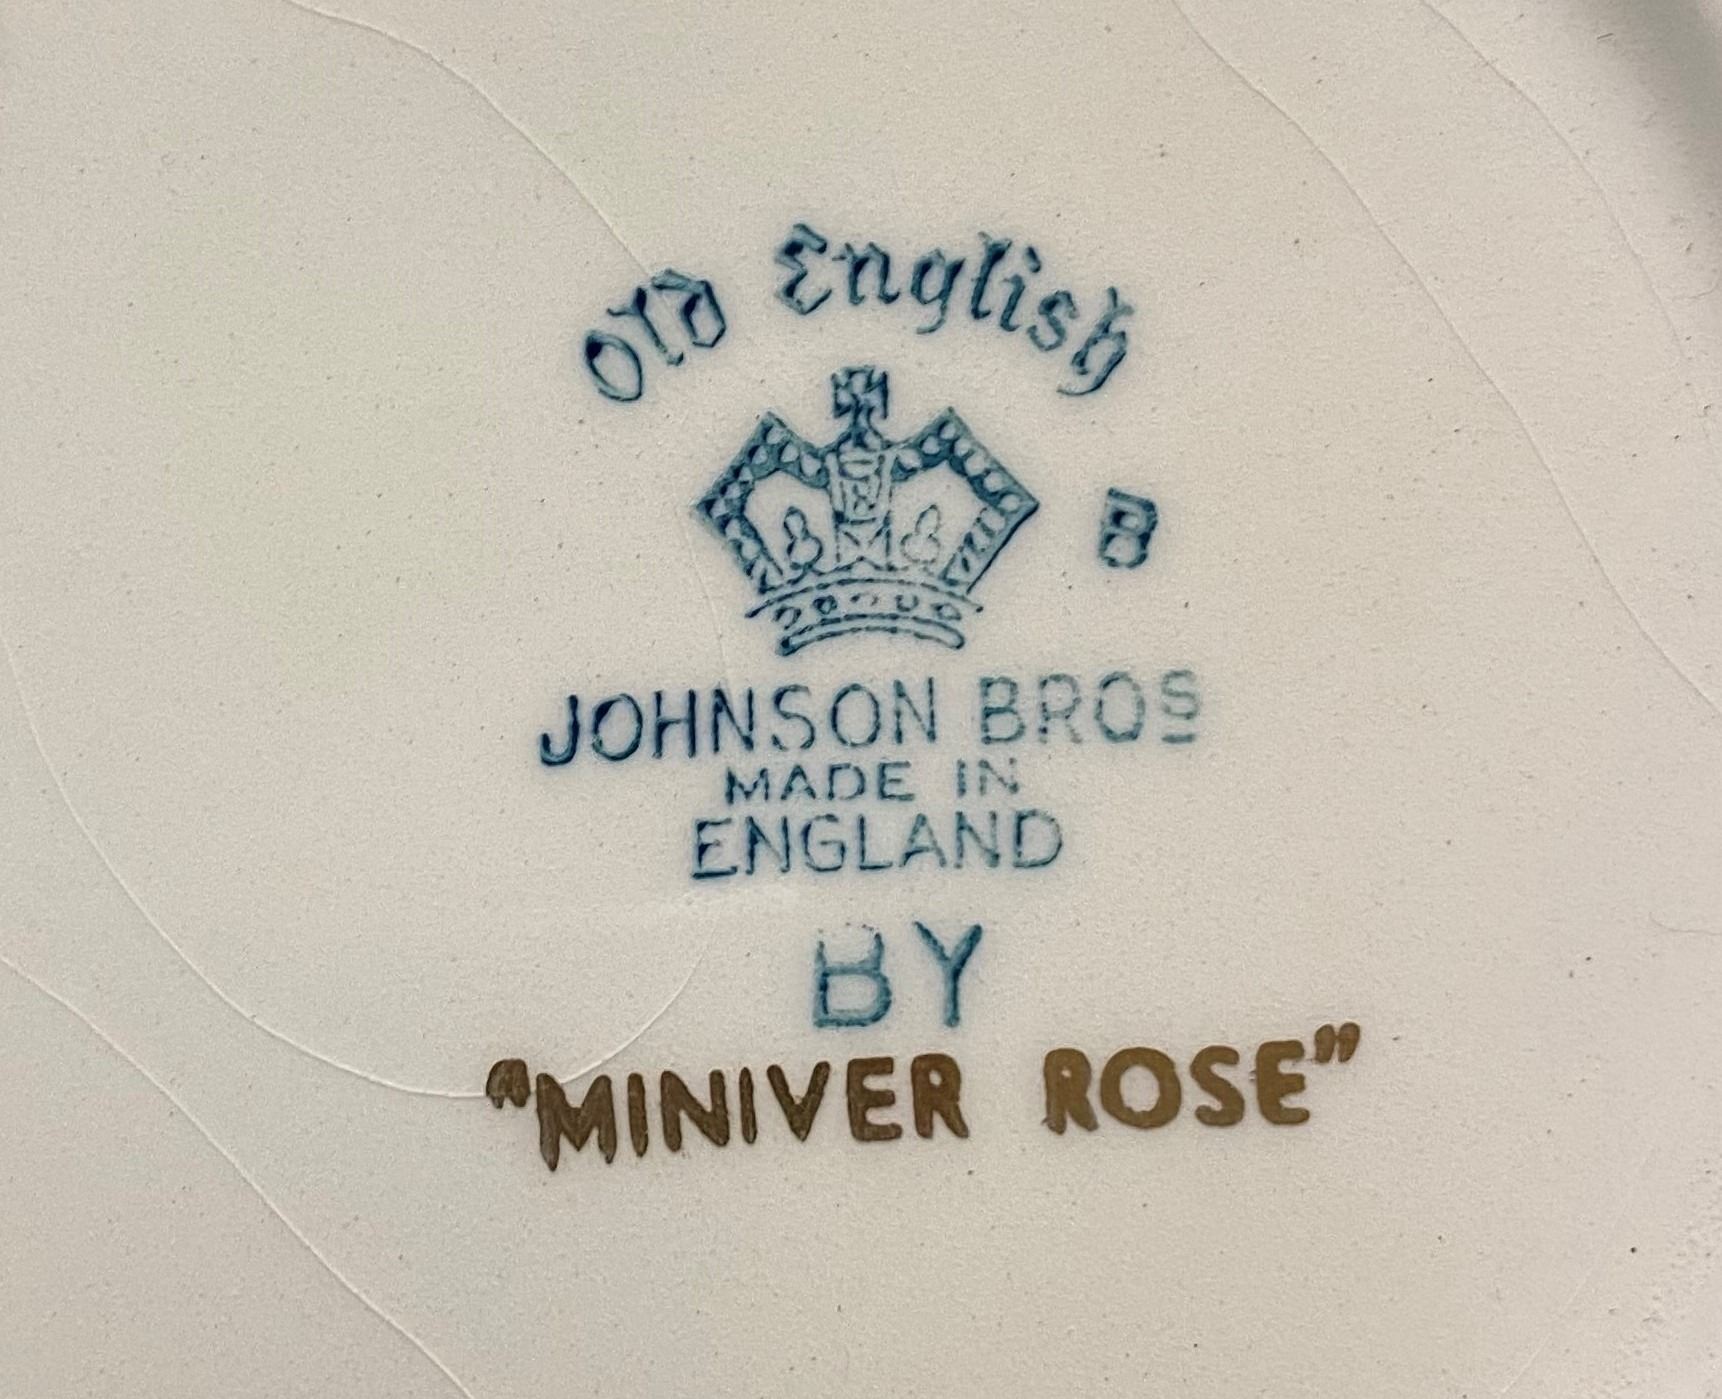 Old English
B
JOHNSON BROS
MADE IN
ENGLAND
BY
"MINIVER ROSE"